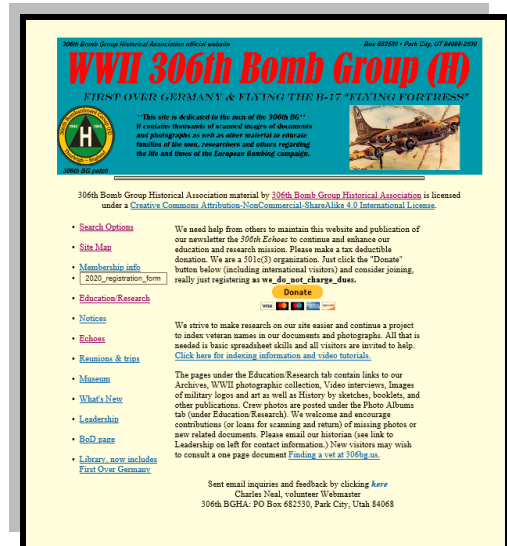 306th Bomb Group Historical Association official website
Box 682530 • Park City, UT 84068-2530
WWII 306th Bomb Group (H)
FIRST OVER GERMANY & FLYING THE B-17 "FLYING FORTRESS"
"This site is dedicated to the men of the 306th BG"
It contains thousands of scanned images of documents
and photographs as well as other material to educate
families of the men, researchers and others regarding
the life and times of the European Bombing campaign.
H
306th BG patch
306th Bomb Group Historical Association material by 306th Bomb Group Historical Association is licensed
under a Creative Commons Attribution-NonCommercial-ShareAlike 4.0 International License.
• Search Options
• Site Map
• Membership info
• 2020_registration_form
• Education/Research
• Notices
• Echoes
• Reunions & trips
• Museum
• What's New
• Leadership
• BoD page
• Library, now includes
First Over Germany
We need help from others to maintain this website and publication of
our newsletter the 306th Echoes to continue and enhance our
education and research mission. Please make a tax deductible
donation. We are a 501c(3) organization. Just click the "Donate"
button below (including international visitors) and consider joining,
really just registering as we_do_not_charge_dues.
Donate
VISA
We strive to make research on our site easier and continue a project
to index veteran names in our documents and photographs. All that is
needed is basic spreadsheet skills and all visitors are invited to help.
Click here for indexing information and video tutorials.
The pages under the Education/Research tab contain links to our
Archives, WWII photographic collection, Video interviews, Images
of military logos and art as well as History by sketches, booklets, and
other publications. Crew photos are posted under the Photo Albums
tab (under Education/Research). We welcome and encourage
contributions (or loans for scanning and return) of missing photos or
new related documents. Please email our historian (see link to
Leadership on left for contact information.) New visitors may wish
to consult a one page document Finding a vet at 306bg.us.
Sent email inquiries and feedback by clicking here
Charles Neal, volunteer Webmaster
306th BGHA: PO Box 682530, Park City, Utah 84068